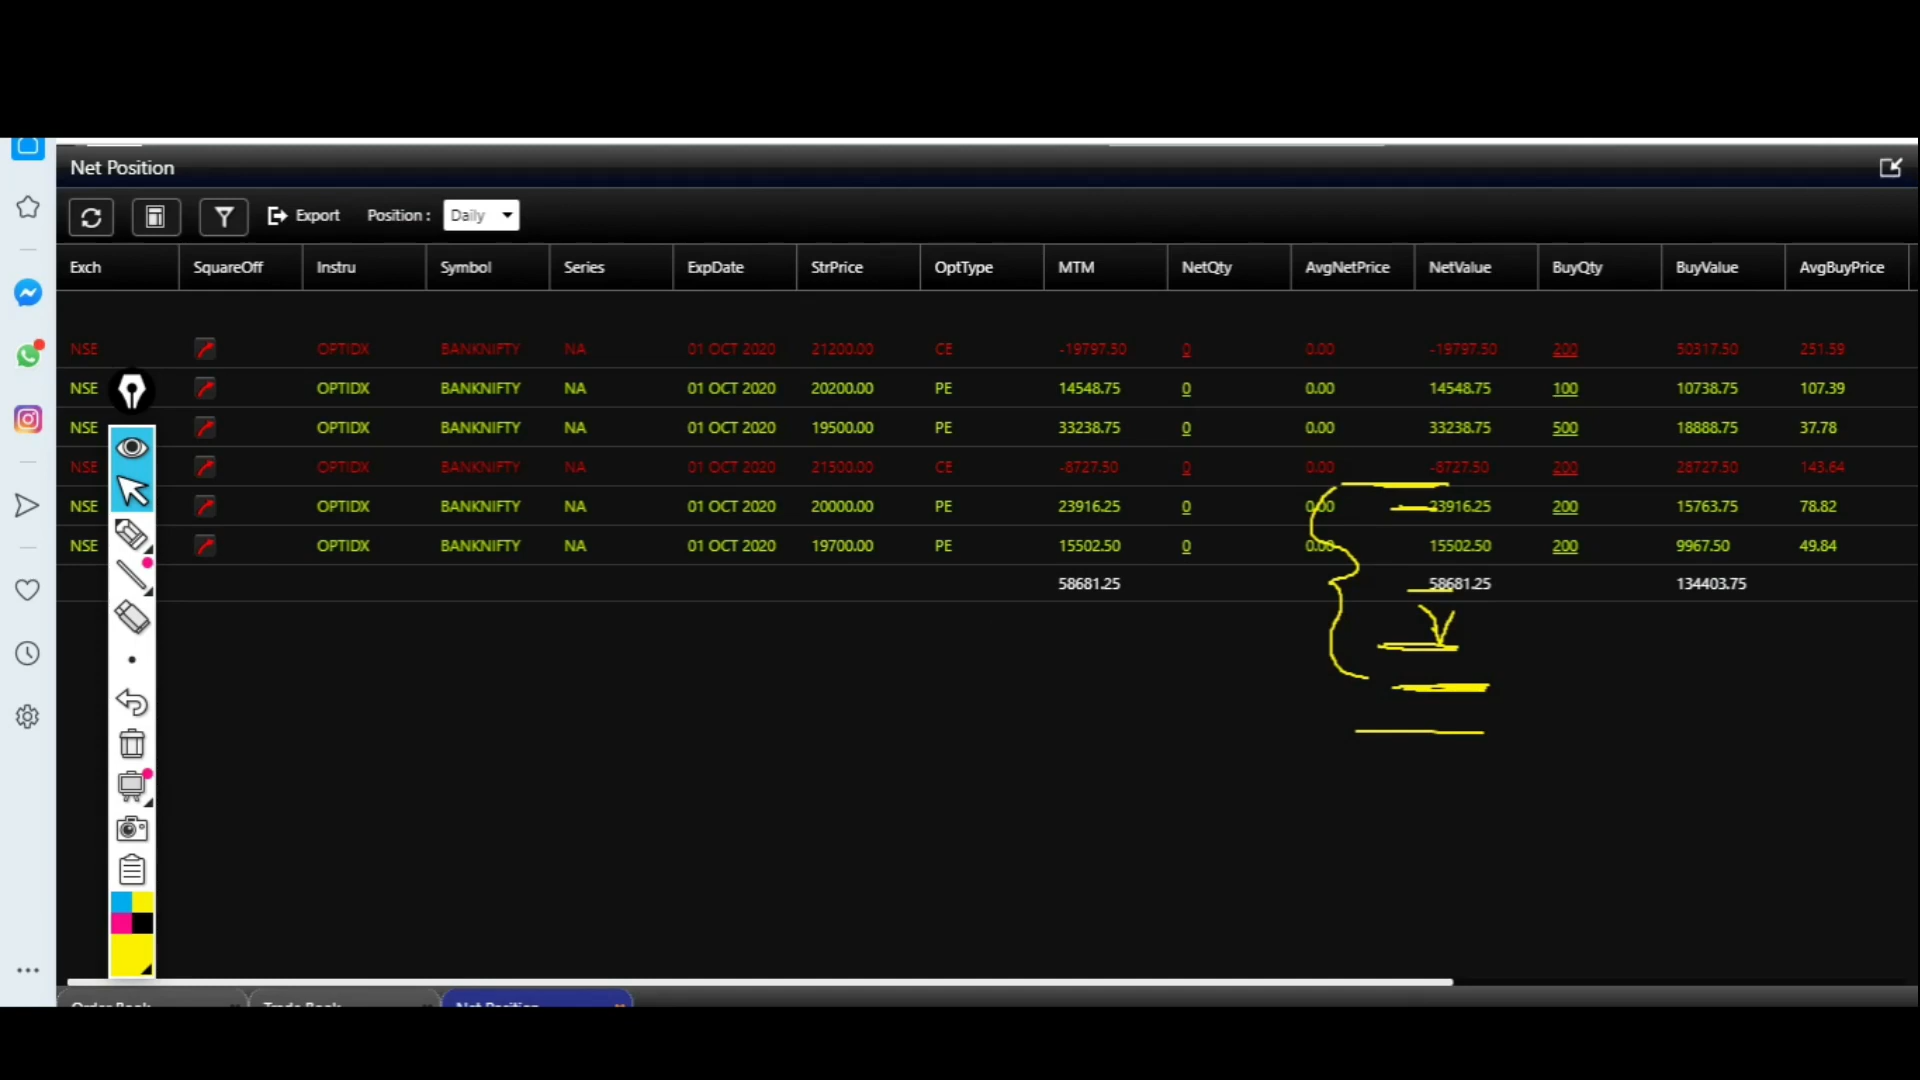 Net Position
Export Position : Daily
Exch SquareOff Instru Symbol Series ExpDate StrPrice OptType MTM NetQty AvgNetPrice NetValue BuyQty BuyValue AvgBuyPrice
NSE OPTIDX BANKNIFTY NA 01 OCT 2020 21200.00 CE -19797.50 0 0.00 -19797.50 200 50317.50 251.59
NSE OPTIDX BANKNIFTY NA 01 OCT 2020 20200.00 PE 14548.75 0 0.00 14548.75 100 10738.75 107.39
NSE OPTIDX BANKNIFTY NA 01 OCT 2020 19500.00 PE 33238.75 0 0.00 33238.75 500 18888.75 37.78
NSE OPTIDX BANKNIFTY NA 01 OCT 2020 21500.00 CE -8727.50 0 0.00 -8727.50 200 28727.50 143.64
NSE OPTIDX BANKNIFTY NA 01 OCT 2020 20000.00 PE 23916.25 0 0.00 23916.25 200 15763.75 78.82
NSE OPTIDX BANKNIFTY NA 01 OCT 2020 19700.00 PE 15502.50 0 0.00 15502.50 200 9967.50 49.84
58681.25 58681.25 134403.75
Order Book Trade Book Net Position